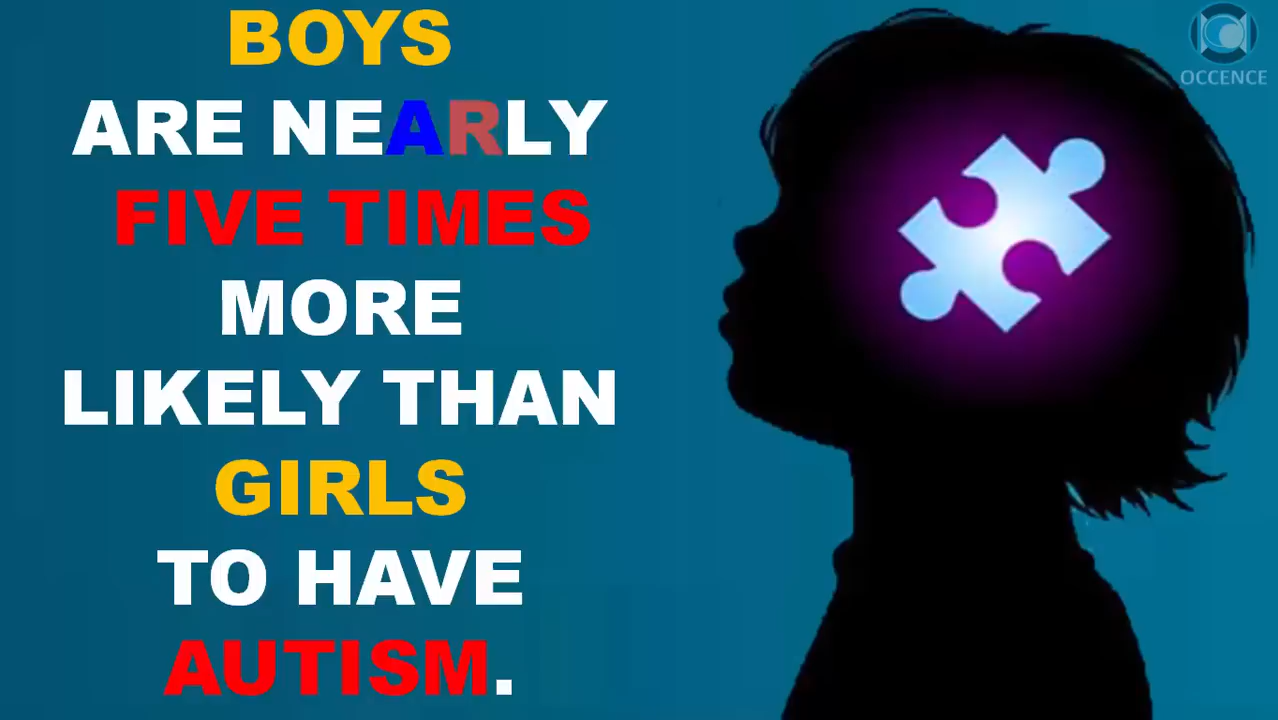 BOYS
ARE NEARLY
FIVE TIMES
MORE
LIKELY THAN
GIRLS
TO HAVE
AUTISM.
OCCENCE